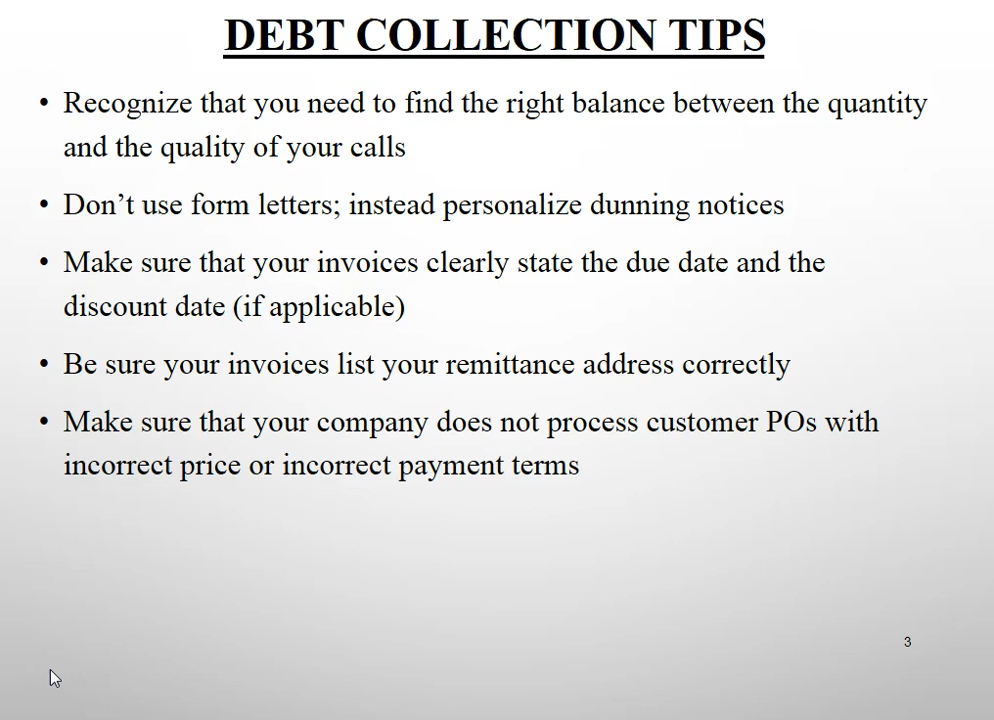 DEBT COLLECTION TIPS
• Recognize that you need to find the right balance between the quantity
and the quality of your calls
• Don’t use form letters; instead personalize dunning notices
• Make sure that your invoices clearly state the due date and the
discount date (if applicable)
• Be sure your invoices list your remittance address correctly
• Make sure that your company does not process customer POs with
incorrect price or incorrect payment terms
3